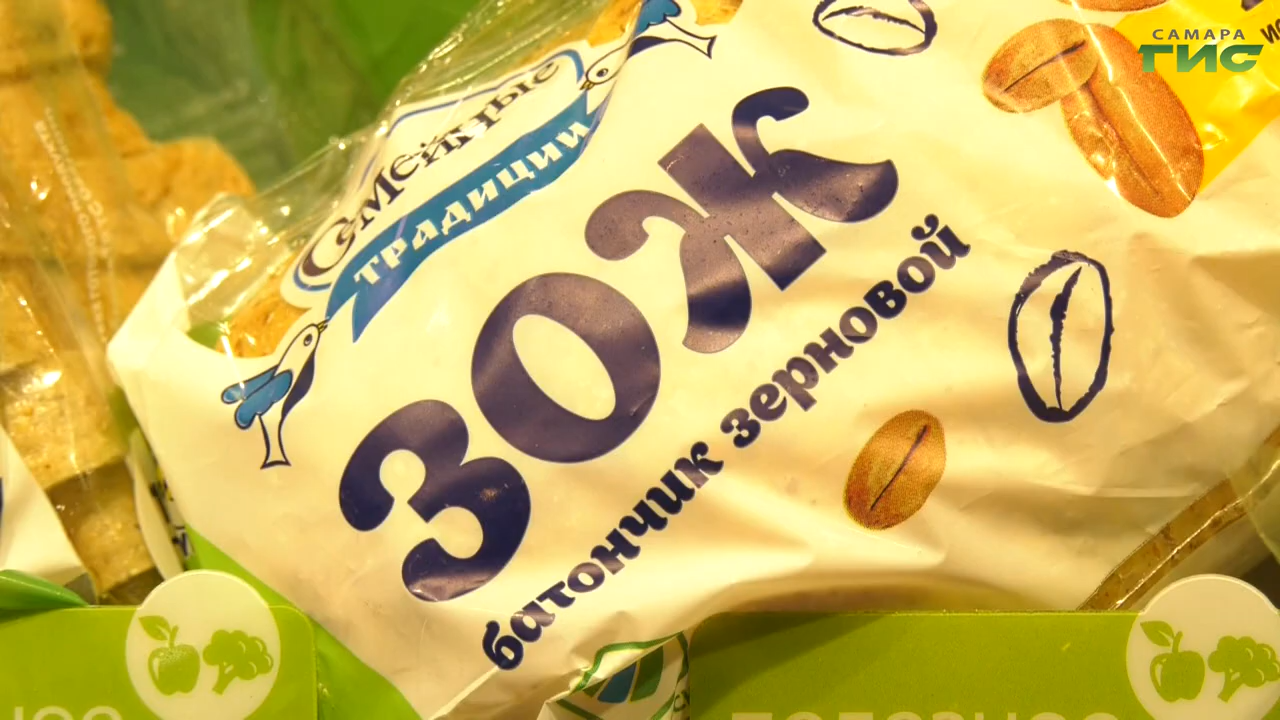 САМАРА
ГИС
Семейные
традиции
ЗОЖ
батончик зерновой